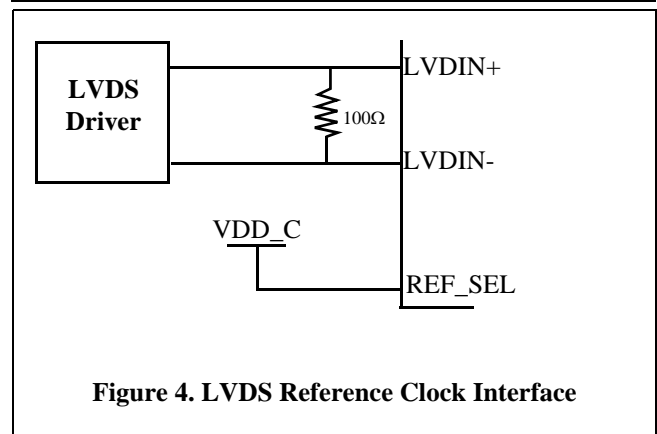 LVDS
Driver
LVDIN+
100Ω
LVDIN-
VDD_C
REF_SEL
Figure 4. LVDS Reference Clock Interface